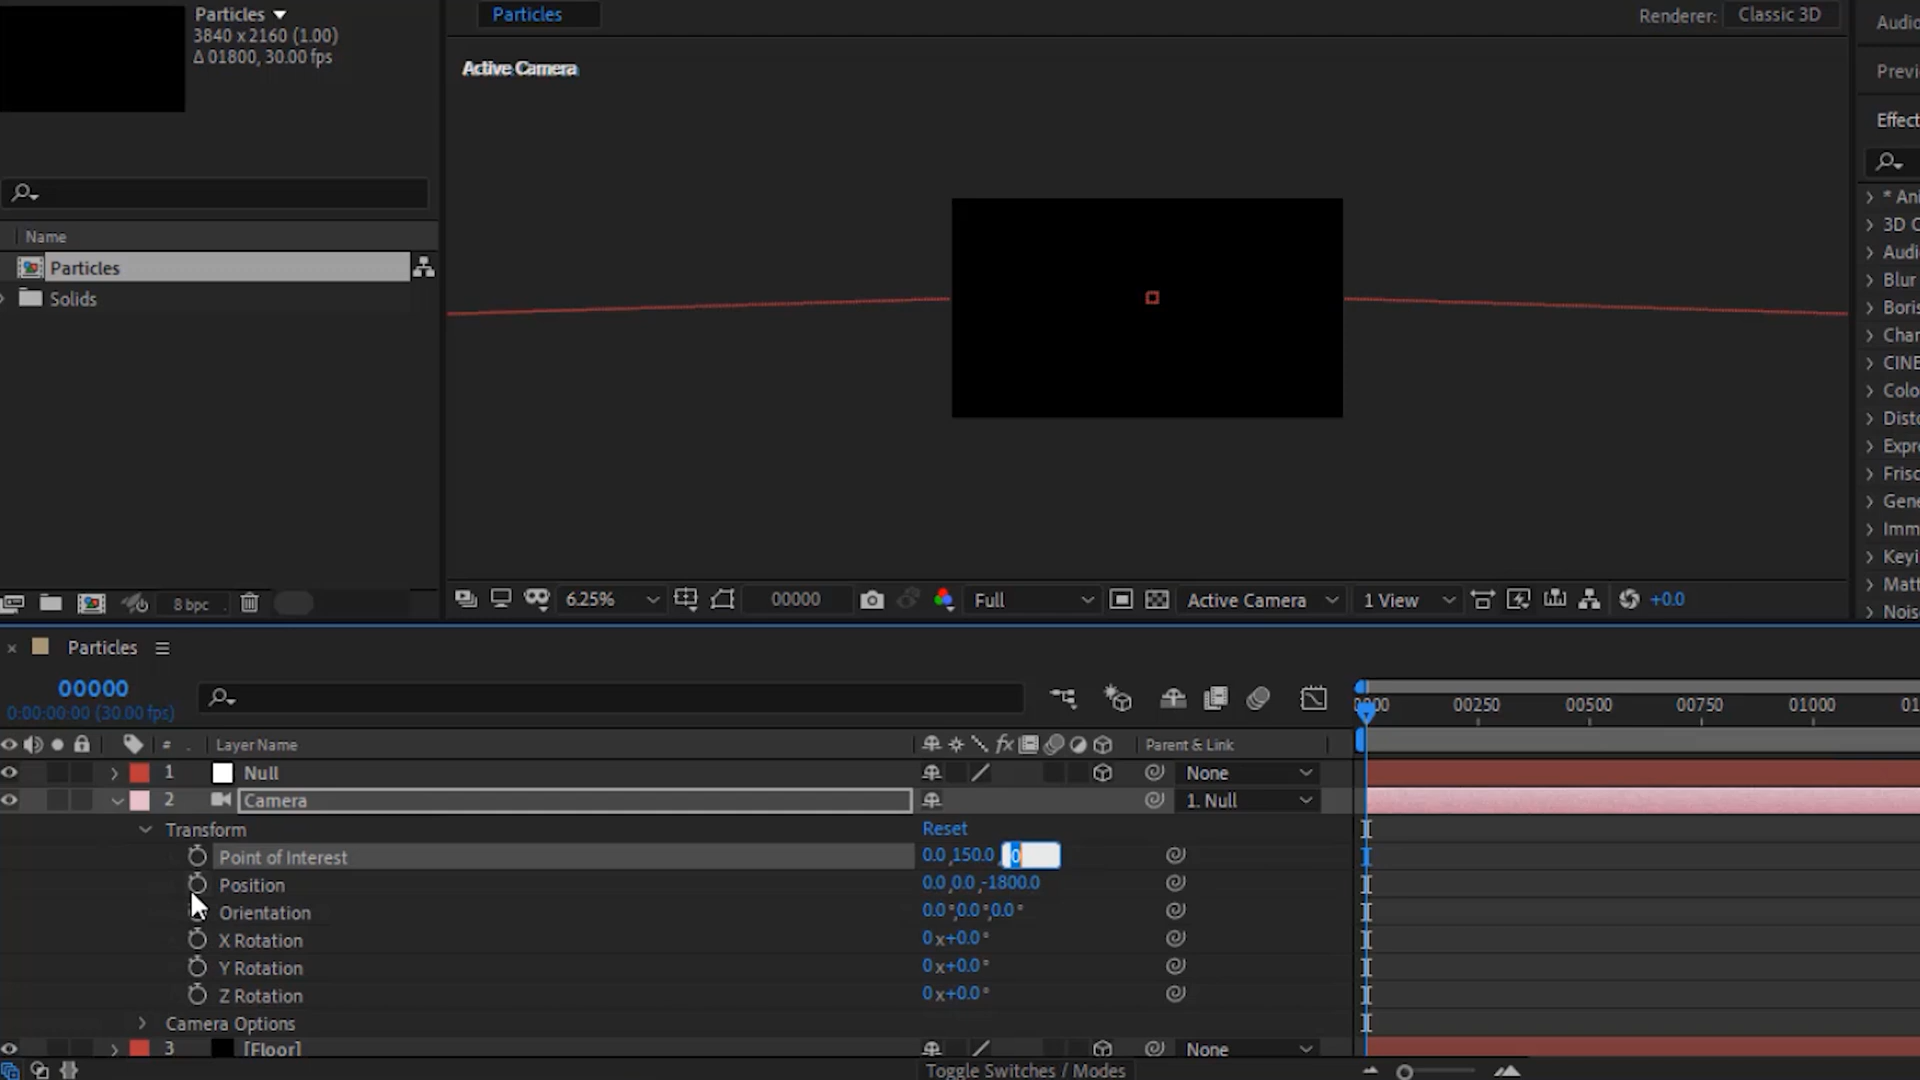 Particles
3840 x 2160 (1.00)
Δ 01800, 30.00 fps
Name
Particles
Solids
8 bpc
Particles
Renderer: Classic 3D
Active Camera
6.25%
00000
Full
Active Camera
1 View
+0.0
Audio
Previ
Effect
* Ani
3D C
Audi
Blur
Boris
Char
CINE
Colo
Disto
Expr
Frisc
Gene
Imm
Keyi
Matt
Nois
Particles
00000
0:00:00:00 (30.00 fps)
00250 00500 00750 01000 01
# . Layer Name fx Parent & Link
1 Null None
2 Camera 1. Null
Transform Reset
Point of Interest 0.0 ,150.0 , 0
Position 0.0 ,0.0 ,-1800.0
Orientation 0.0 °,0.0 °,0.0 °
X Rotation 0 x+0.0 °
Y Rotation 0 x+0.0 °
Z Rotation 0 x+0.0 °
Camera Options
3 [Floor] None
Toggle Switches / Modes